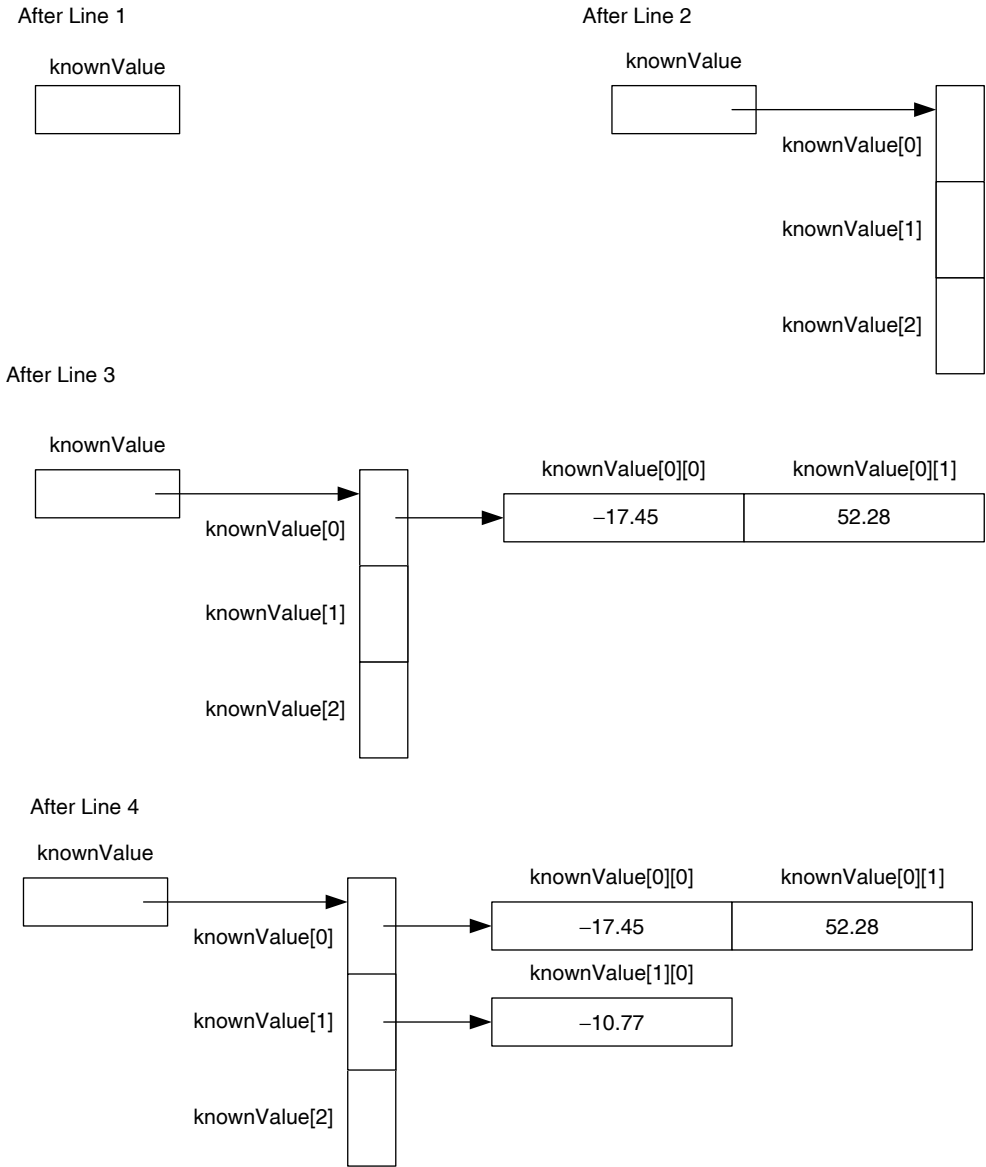 After Line 1
knownValue
After Line 2
knownValue
knownValue[0]
knownValue[1]
knownValue[2]
After Line 3
knownValue
knownValue[0]
knownValue[1]
knownValue[2]
knownValue[0][0]
knownValue[0][1]
−17.45
52.28
After Line 4
knownValue
knownValue[0]
knownValue[1]
knownValue[2]
knownValue[0][0]
knownValue[0][1]
−17.45
52.28
knownValue[1][0]
−10.77